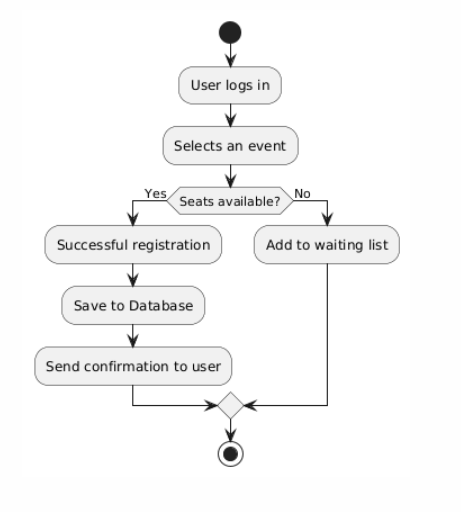 User logs in
Selects an event
Seats available?
Yes
No
Successful registration
Add to waiting list
Save to Database
Send confirmation to user